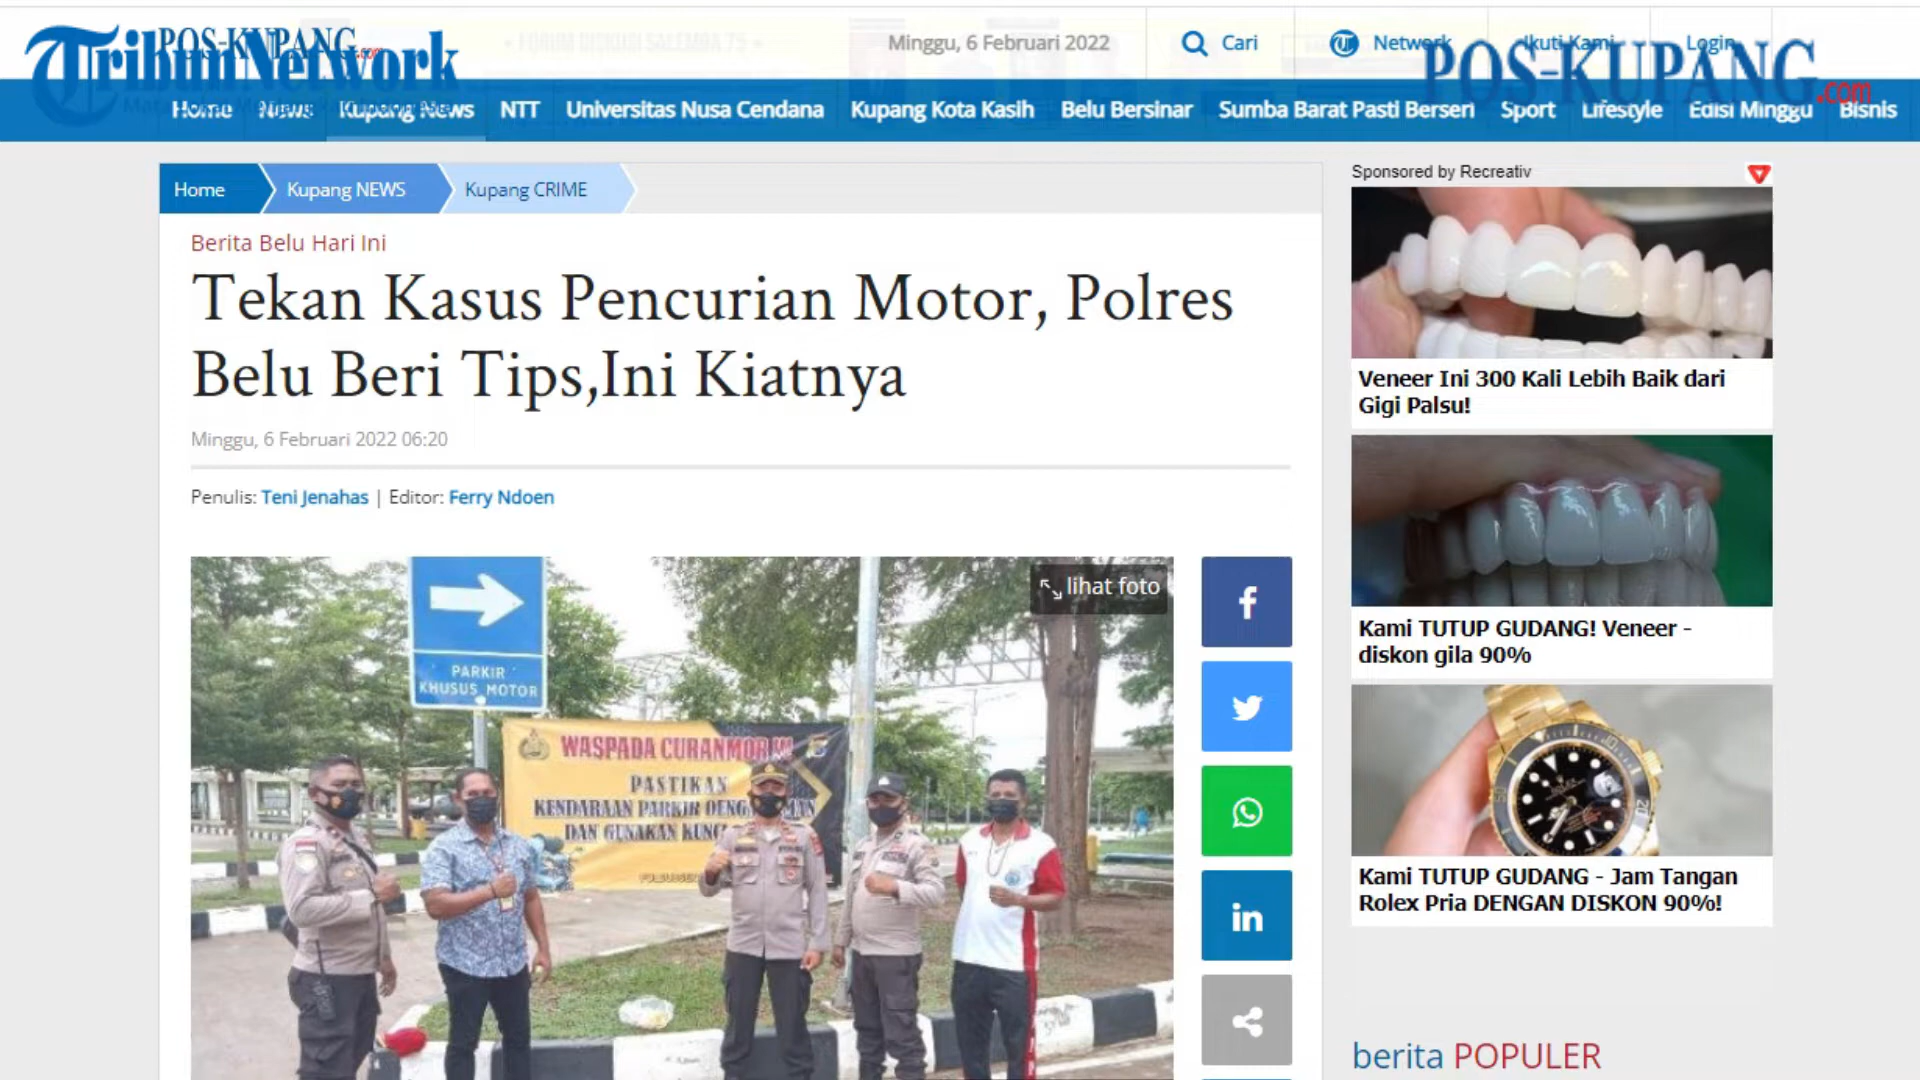 TribunNetwork
POS-KUPANG.com
Minggu, 6 Februari 2022
Cari
Network
Ikuti Kami
Login
POS-KUPANG.com
Home News Kupang News NTT Universitas Nusa Cendana Kupang Kota Kasih Belu Bersinar Sumba Barat Pasti Berseri Sport Lifestyle Edisi Minggu Bisnis
Home Kupang NEWS Kupang CRIME
Berita Belu Hari Ini
Tekan Kasus Pencurian Motor, Polres
Belu Beri Tips,Ini Kiatnya
Minggu, 6 Februari 2022 06:20
Penulis: Teni Jenahas | Editor: Ferry Ndoen
lihat foto
PARKIR
KHUSUS MOTOR
WASPADA CURANMOR !!!
PASTIKAN
KENDARAAN PARKIR
DAN GUNAKAN
f
in
Sponsored by Recreativ
Veneer Ini 300 Kali Lebih Baik dari
Gigi Palsu!
Kami TUTUP GUDANG! Veneer -
diskon gila 90%
Kami TUTUP GUDANG - Jam Tangan
Rolex Pria DENGAN DISKON 90%!
berita POPULER